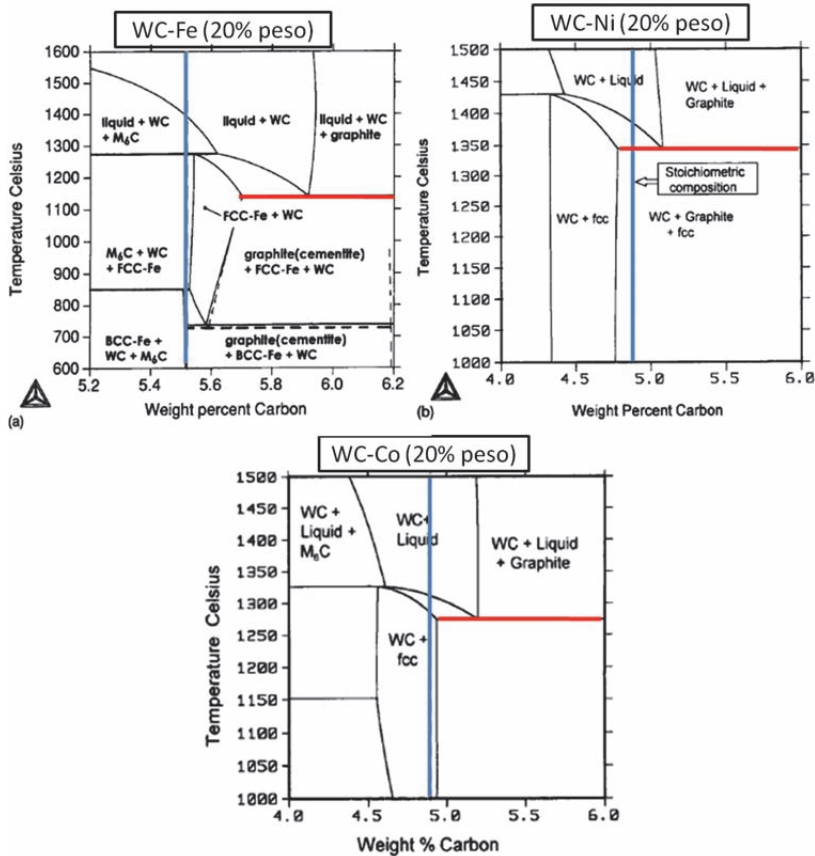 WC-Fe (20% peso)
1600
1500
1400
1300
1200
1100
1000
900
800
700
600
5.2
5.4
5.6
5.8
6.0
6.2
Temperature Celsius
Weight percent Carbon
liquid + WC
+ M₆C
liquid + WC
liquid + WC
+ graphite
FCC-Fe + WC
M₆C + WC
+ FCC-Fe
graphite(cementite)
+ FCC-Fe + WC
BCC-Fe +
WC + M₆C
graphite(cementite)
+ BCC-Fe + WC
(a)
WC-Ni (20% peso)
1500
1450
1400
1350
1300
1250
1200
1150
1100
1050
1000
4.0
4.5
5.0
5.5
6.0
Temperature Celsius
Weight Percent Carbon
WC + Liquid
WC + Liquid +
Graphite
Stoichiometric
composition
WC + fcc
WC + Graphite
+ fcc
(b)
WC-Co (20% peso)
1500
1450
1400
1350
1300
1250
1200
1150
1100
1050
1000
4.0
4.5
5.0
5.5
6.0
Temperature Celsius
Weight % Carbon
WC +
Liquid +
M₆C
WC+
Liquid
WC + Liquid
+ Graphite
WC +
fcc